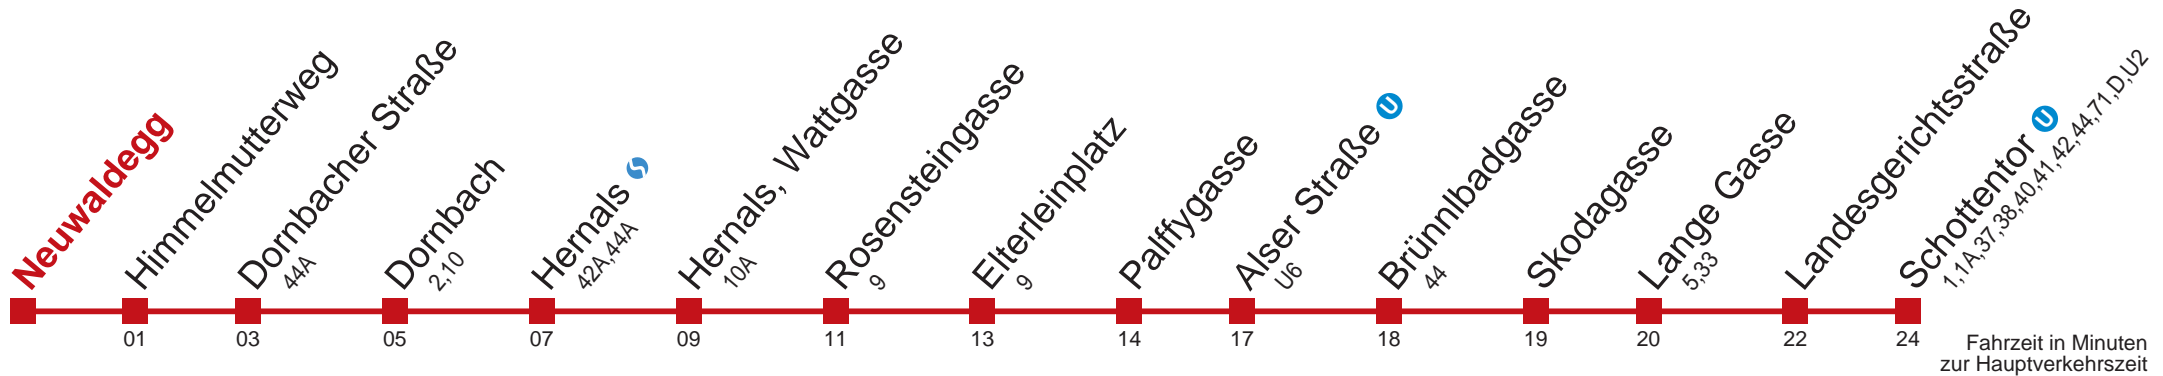 Neuwaldegg
Himmelmutterweg
Dornbacher Straße
44A
Dornbach
2,10
Hernals
42A,44A
Hernals, Wattgasse
10A
Rosensteingasse
9
Elterleinplatz
9
Palffygasse
Alser Straße U
U6
Brünnlbadgasse
44
Skodagasse
Lange Gasse
5,33
Landesgerichtsstraße
Schottentor U
1,1A,37,38,40,41,42,44,71,D,U2
01 03 05 07 09 11 13 14 17 18 19 20 22 24
Fahrzeit in Minuten
zur Hauptverkehrszeit